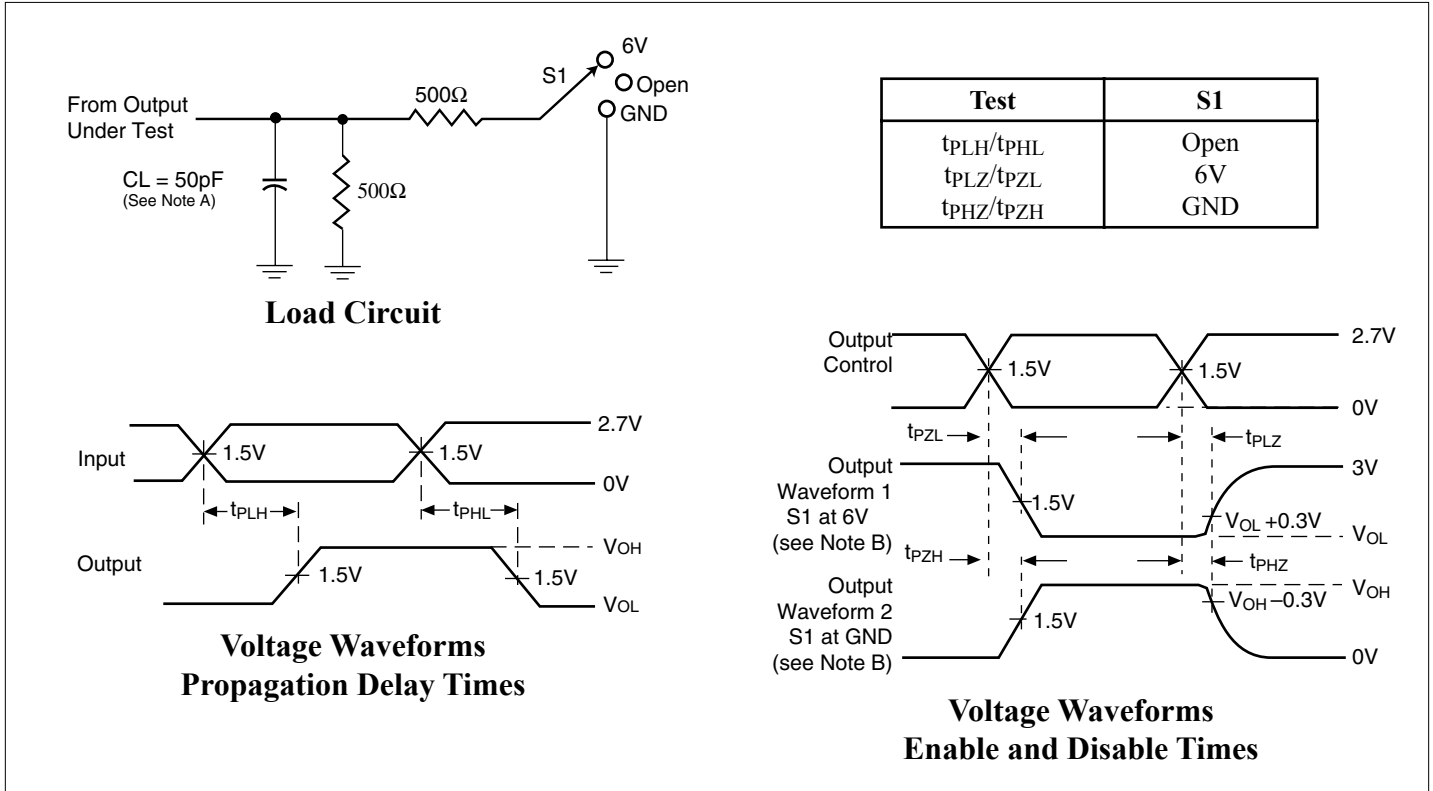 6V
S1
Open
500Ω
GND
From Output
Under Test
CL = 50pF
(See Note A)
500Ω
Load Circuit
Test S1
tPLH/tPHL Open
tPLZ/tPZL 6V
tPHZ/tPZH GND
Input
1.5V
1.5V
2.7V
0V
tPLH
tPHL
Output
1.5V
1.5V
VOH
VOL
Voltage Waveforms
Propagation Delay Times
Output
Control
1.5V
1.5V
2.7V
0V
tPZL
tPLZ
Output
Waveform 1
S1 at 6V
(see Note B)
1.5V
3V
VOL +0.3V
VOL
tPZH
tPHZ
Output
Waveform 2
S1 at GND
(see Note B)
1.5V
VOH
VOH −0.3V
0V
Voltage Waveforms
Enable and Disable Times